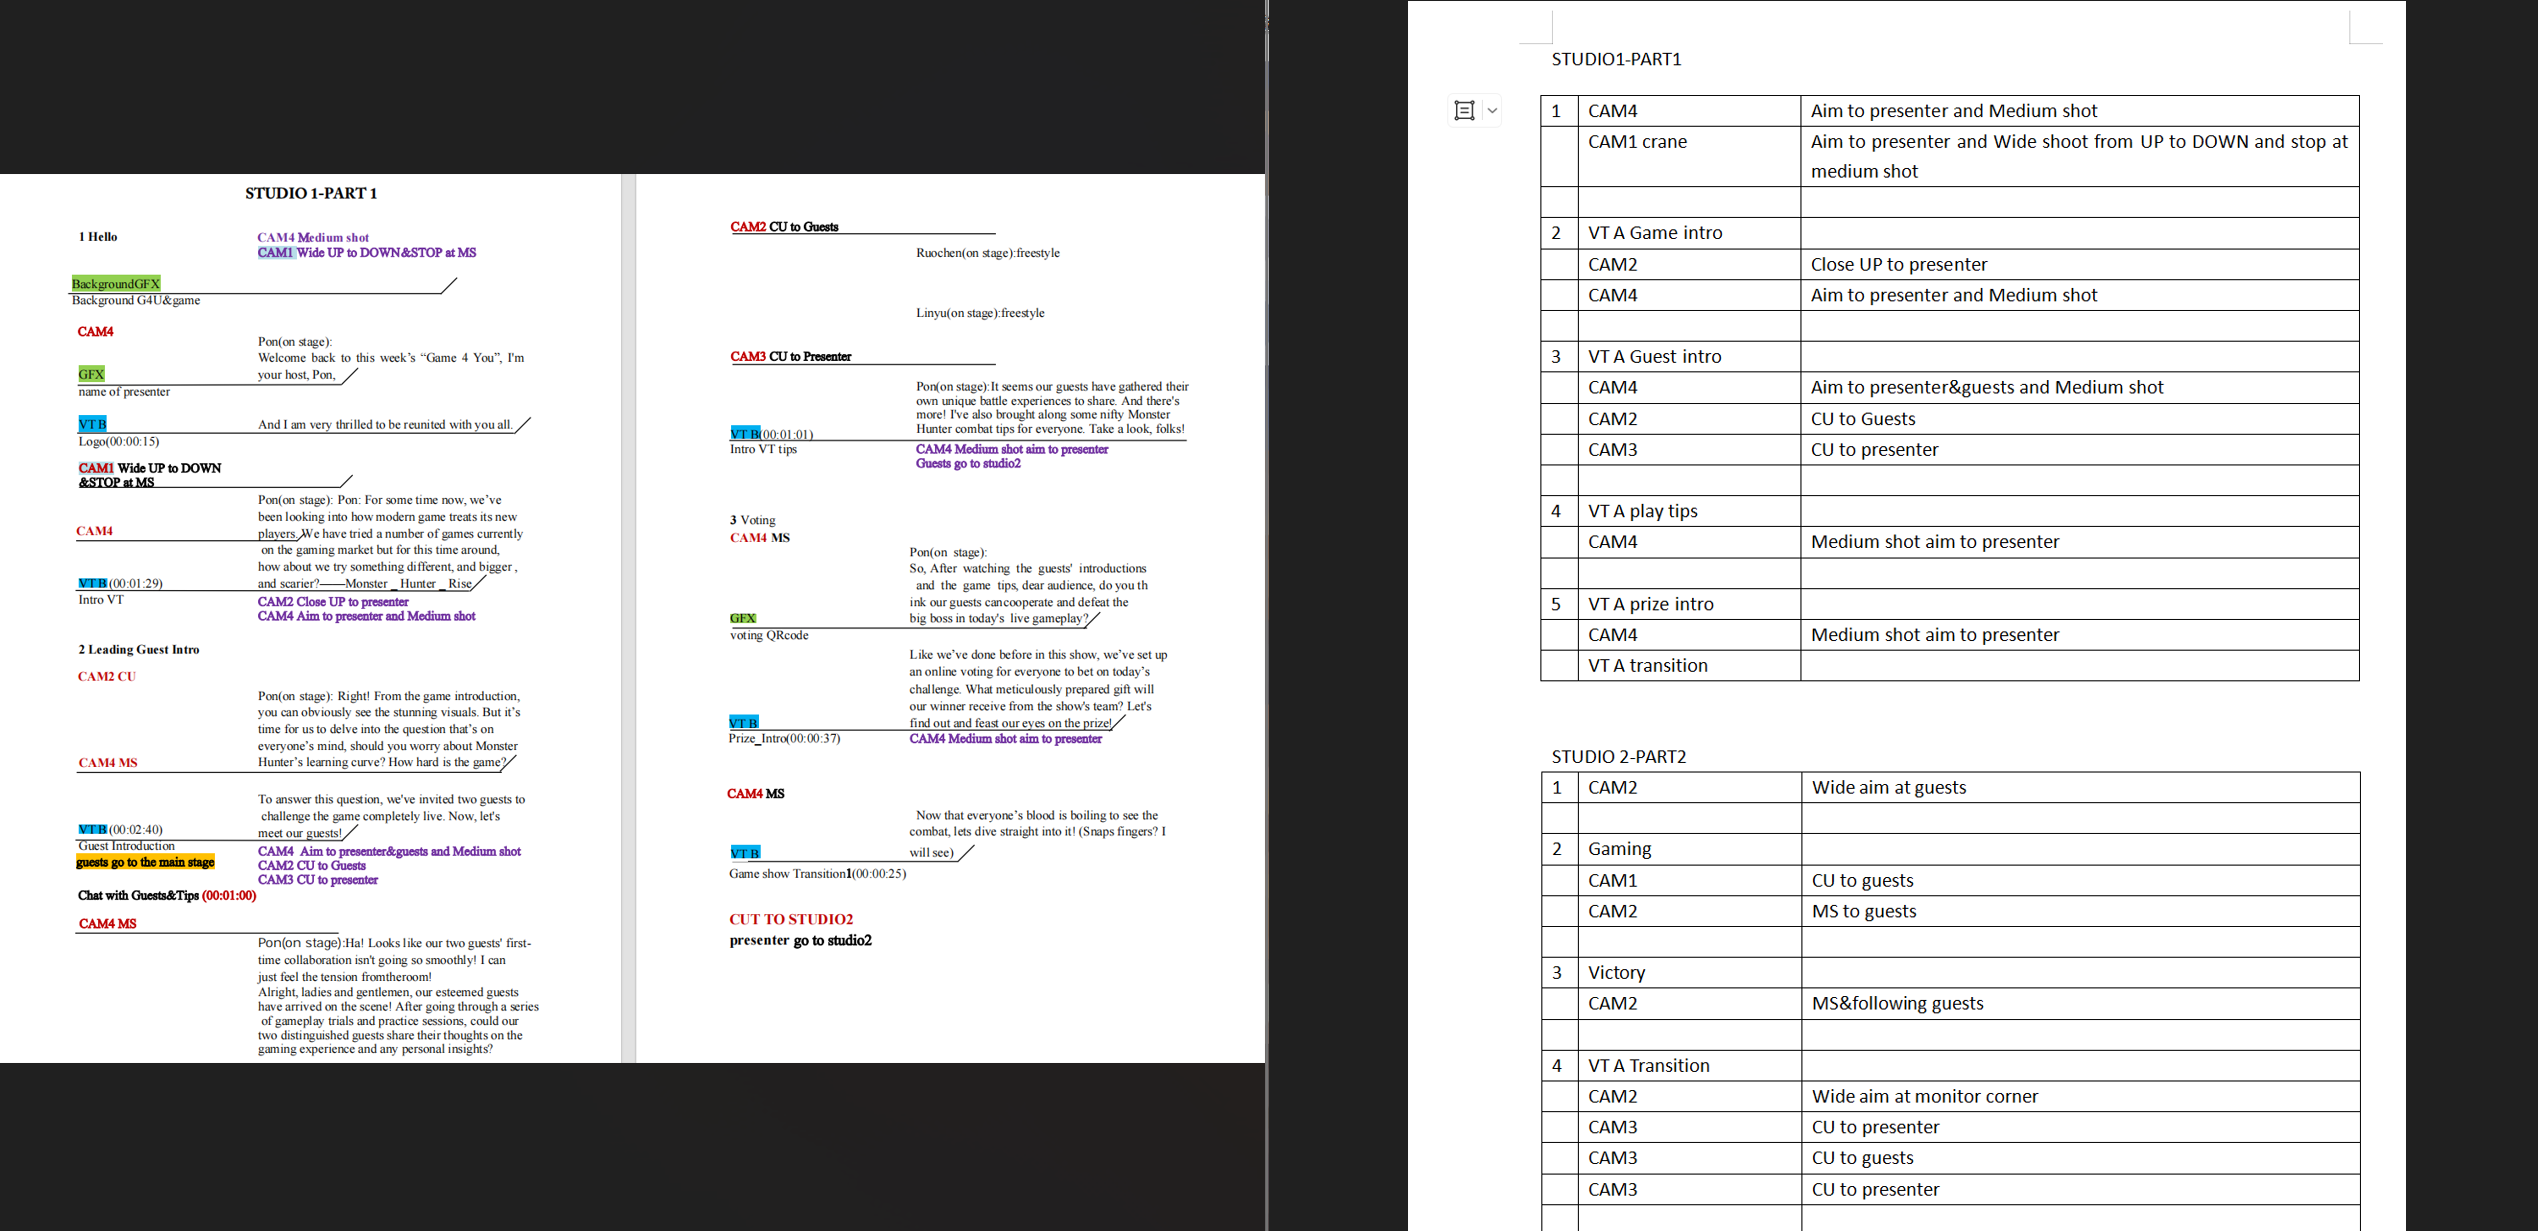 STUDIO 1-PART 1
1 Hello
CAM4 Medium shot
CAM1 Wide UP to DOWN&STOP at MS
BackgroundGFX
Background G4U&game
CAM4
Pon(on stage):
Welcome back to this week's “Game 4 You”, I'm
your host, Pon,
GFX
name of presenter
VT B
And I am very thrilled to be reunited with you all.
Logo(00:00:15)
CAM1 Wide UP to DOWN
&STOP at MS
Pon(on stage): Pon: For some time now, we've
been looking into how modern game treats its new
CAM4
players. We have tried a number of games currently
on the gaming market but for this time around,
how about we try something different, and bigger ,
VT B (00:01:29)
and scarier?——Monster _ Hunter _ Rise
Intro VT
CAM2 Close UP to presenter
CAM4 Aim to presenter and Medium shot
2 Leading Guest Intro
CAM2 CU
Pon(on stage): Right! From the game introduction,
you can obviously see the stunning visuals. But it's
time for us to delve into the question that's on
everyone's mind, should you worry about Monster
CAM4 MS
Hunter's learning curve? How hard is the game?
To answer this question, we've invited two guests to
challenge the game completely live. Now, let's
VT B (00:02:40)
meet our guests!
Guest Introduction
guests go to the main stage
CAM4 Aim to presenter&guests and Medium shot
CAM2 CU to Guests
CAM3 CU to presenter
Chat with Guests&Tips (00:01:00)
CAM4 MS
Pon(on stage):Ha! Looks like our two guests' first-
time collaboration isn't going so smoothly! I can
just feel the tension fromtheroom!
Alright, ladies and gentlemen, our esteemed guests
have arrived on the scene! After going through a series
of gameplay trials and practice sessions, could our
two distinguished guests share their thoughts on the
gaming experience and any personal insights?
CAM2 CU to Guests
Ruochen(on stage):freestyle
Linyu(on stage):freestyle
CAM3 CU to Presenter
Pon(on stage):It seems our guests have gathered their
own unique battle experiences to share. And there's
more! I've also brought along some nifty Monster
Hunter combat tips for everyone. Take a look, folks!
VT B(00:01:01)
Intro VT tips
CAM4 Medium shot aim to presenter
Guests go to studio2
3 Voting
CAM4 MS
Pon(on stage):
So, After watching the guests' introductions
and the game tips, dear audience, do you th
ink our guests cancooperate and defeat the
GFX
big boss in today's live gameplay?
voting QRcode
Like we've done before in this show, we've set up
an online voting for everyone to bet on today's
challenge. What meticulously prepared gift will
our winner receive from the show's team? Let's
VT B
find out and feast our eyes on the prize!
Prize_Intro(00:00:37)
CAM4 Medium shot aim to presenter
CAM4 MS
Now that everyone's blood is boiling to see the
combat, lets dive straight into it! (Snaps fingers? I
VT B
will see)
Game show Transition1(00:00:25)
CUT TO STUDIO2
presenter go to studio2
STUDIO1-PART1
1 CAM4 Aim to presenter and Medium shot
CAM1 crane Aim to presenter and Wide shoot from UP to DOWN and stop at
medium shot
2 VT A Game intro
CAM2 Close UP to presenter
CAM4 Aim to presenter and Medium shot
3 VT A Guest intro
CAM4 Aim to presenter&guests and Medium shot
CAM2 CU to Guests
CAM3 CU to presenter
4 VT A play tips
CAM4 Medium shot aim to presenter
5 VT A prize intro
CAM4 Medium shot aim to presenter
VT A transition
STUDIO 2-PART2
1 CAM2 Wide aim at guests
2 Gaming
CAM1 CU to guests
CAM2 MS to guests
3 Victory
CAM2 MS&following guests
4 VT A Transition
CAM2 Wide aim at monitor corner
CAM3 CU to presenter
CAM3 CU to guests
CAM3 CU to presenter